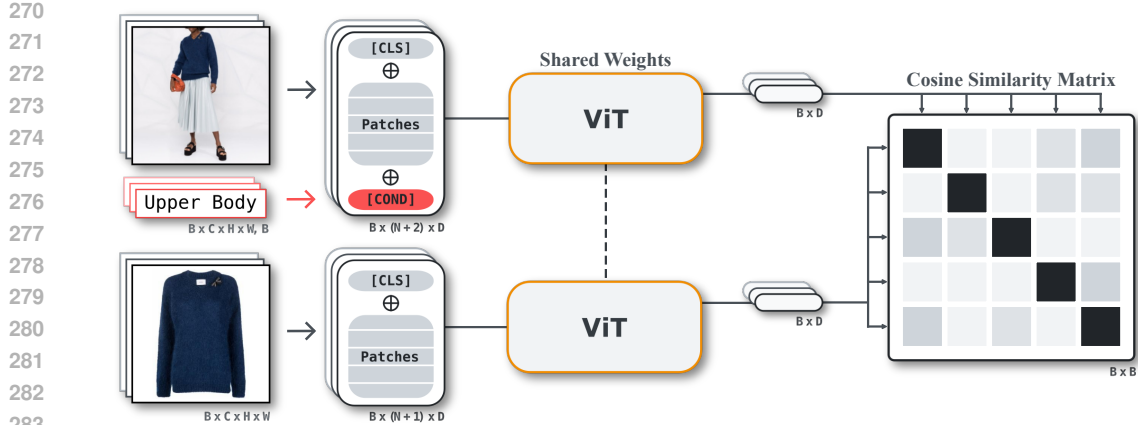 270
271
272
273
274
275
276
277
278
279
280
281
282
283
[CLS]
Patches
[COND]
Upper Body
B x C x H x W, B
B x (N + 2) x D
Shared Weights
ViT
B x D
Cosine Similarity Matrix
[CLS]
Patches
B x C x H x W
B x (N + 1) x D
ViT
B x D
B x B